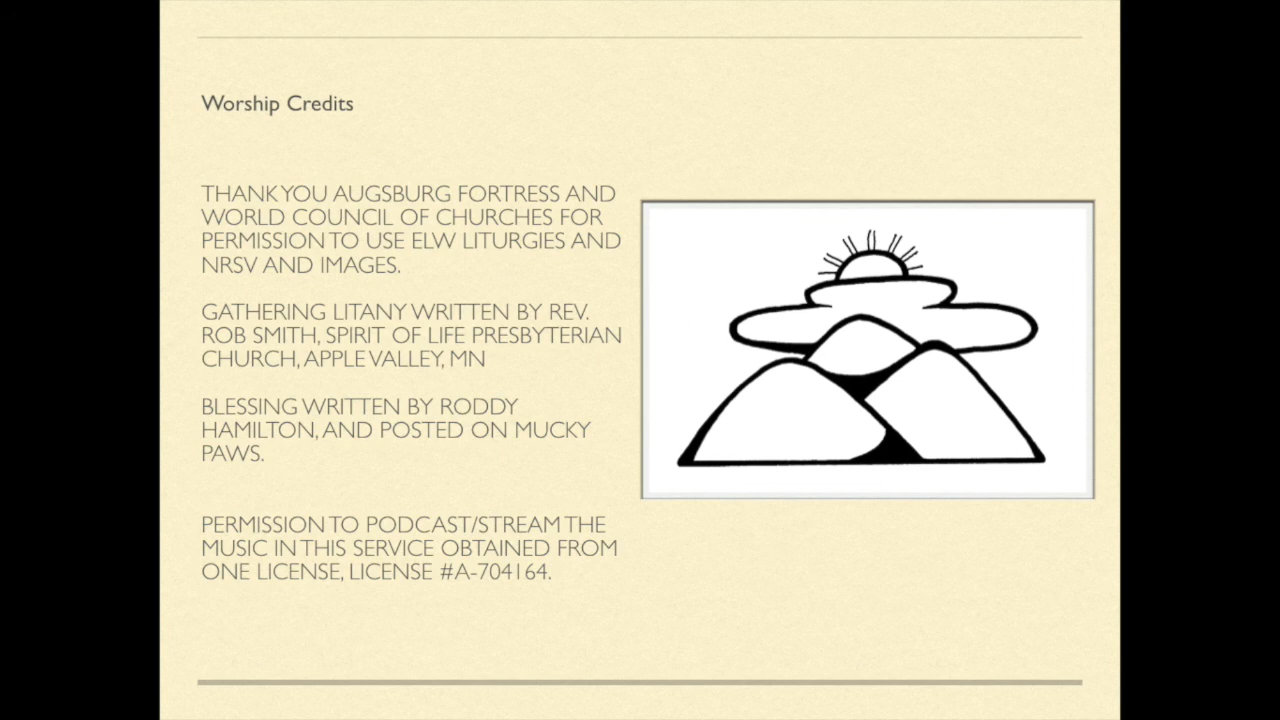 Worship Credits
THANK YOU AUGSBURG FORTRESS AND
WORLD COUNCIL OF CHURCHES FOR
PERMISSION TO USE ELW LITURGIES AND
NRSV AND IMAGES.
GATHERING LITANY WRITTEN BY REV.
ROB SMITH, SPIRIT OF LIFE PRESBYTERIAN
CHURCH, APPLE VALLEY, MN
BLESSING WRITTEN BY RODDY
HAMILTON, AND POSTED ON MUCKY
PAWS.
PERMISSION TO PODCAST/STREAM THE
MUSIC IN THIS SERVICE OBTAINED FROM
ONE LICENSE, LICENSE #A-704164.